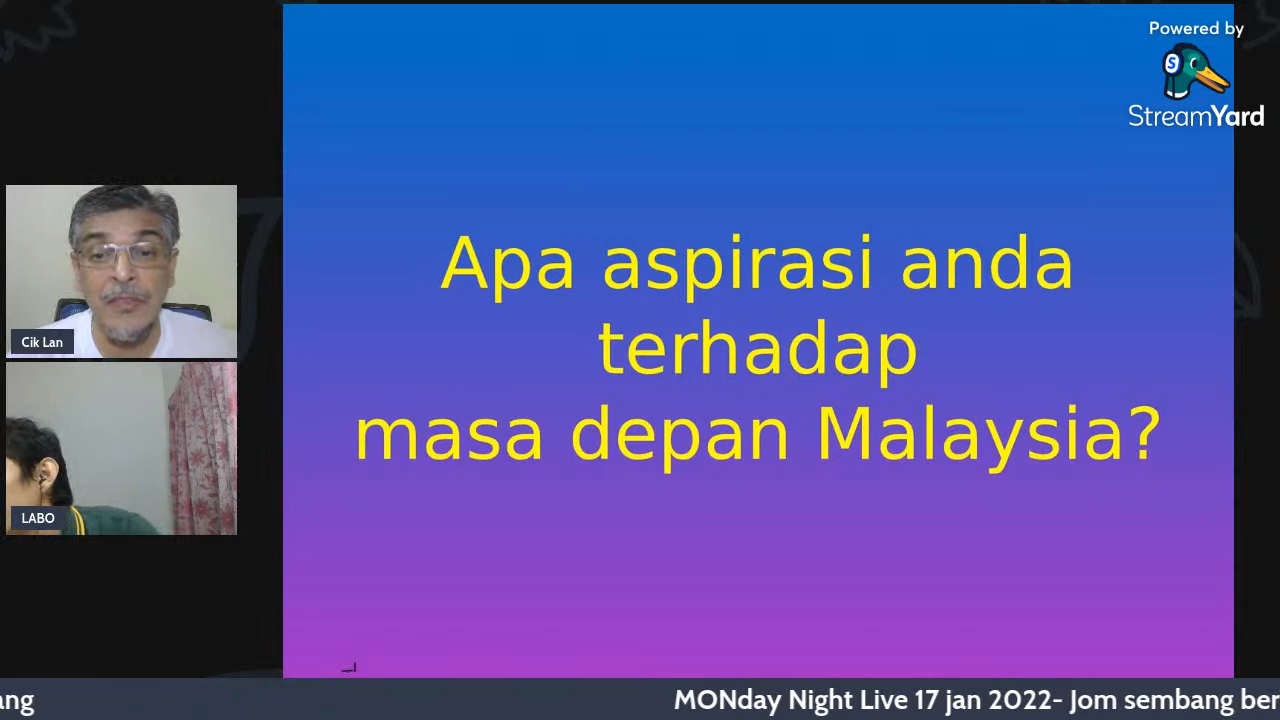 Powered by
StreamYard
Apa aspirasi anda
terhadap
masa depan Malaysia?
Cik Lan
LABO
ang
MONday Night Live 17 jan 2022- Jom sembang ber